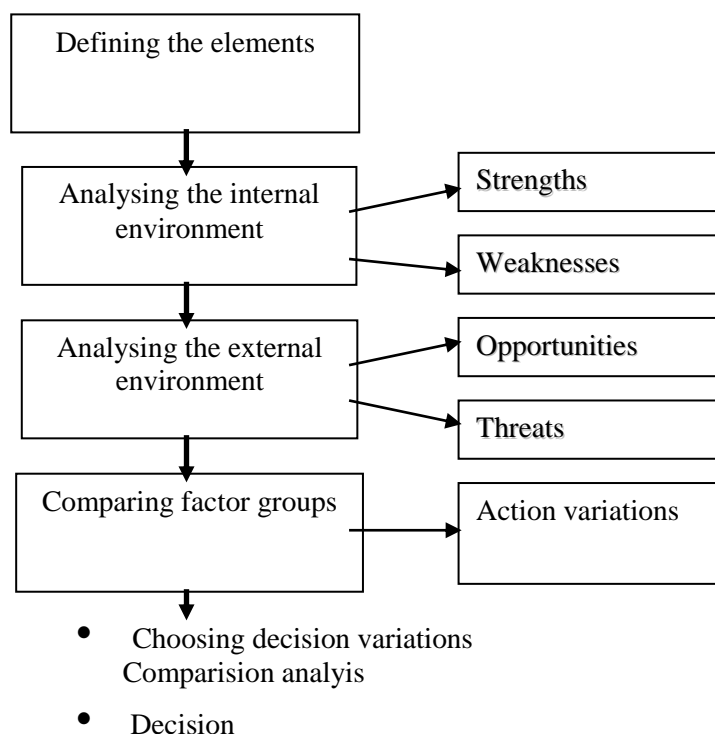 Defining the elements
Analysing the internal
environment
Strengths
Weaknesses
Analysing the external
environment
Opportunities
Threats
Comparing factor groups
Action variations
• Choosing decision variations
Comparision analyis
• Decision